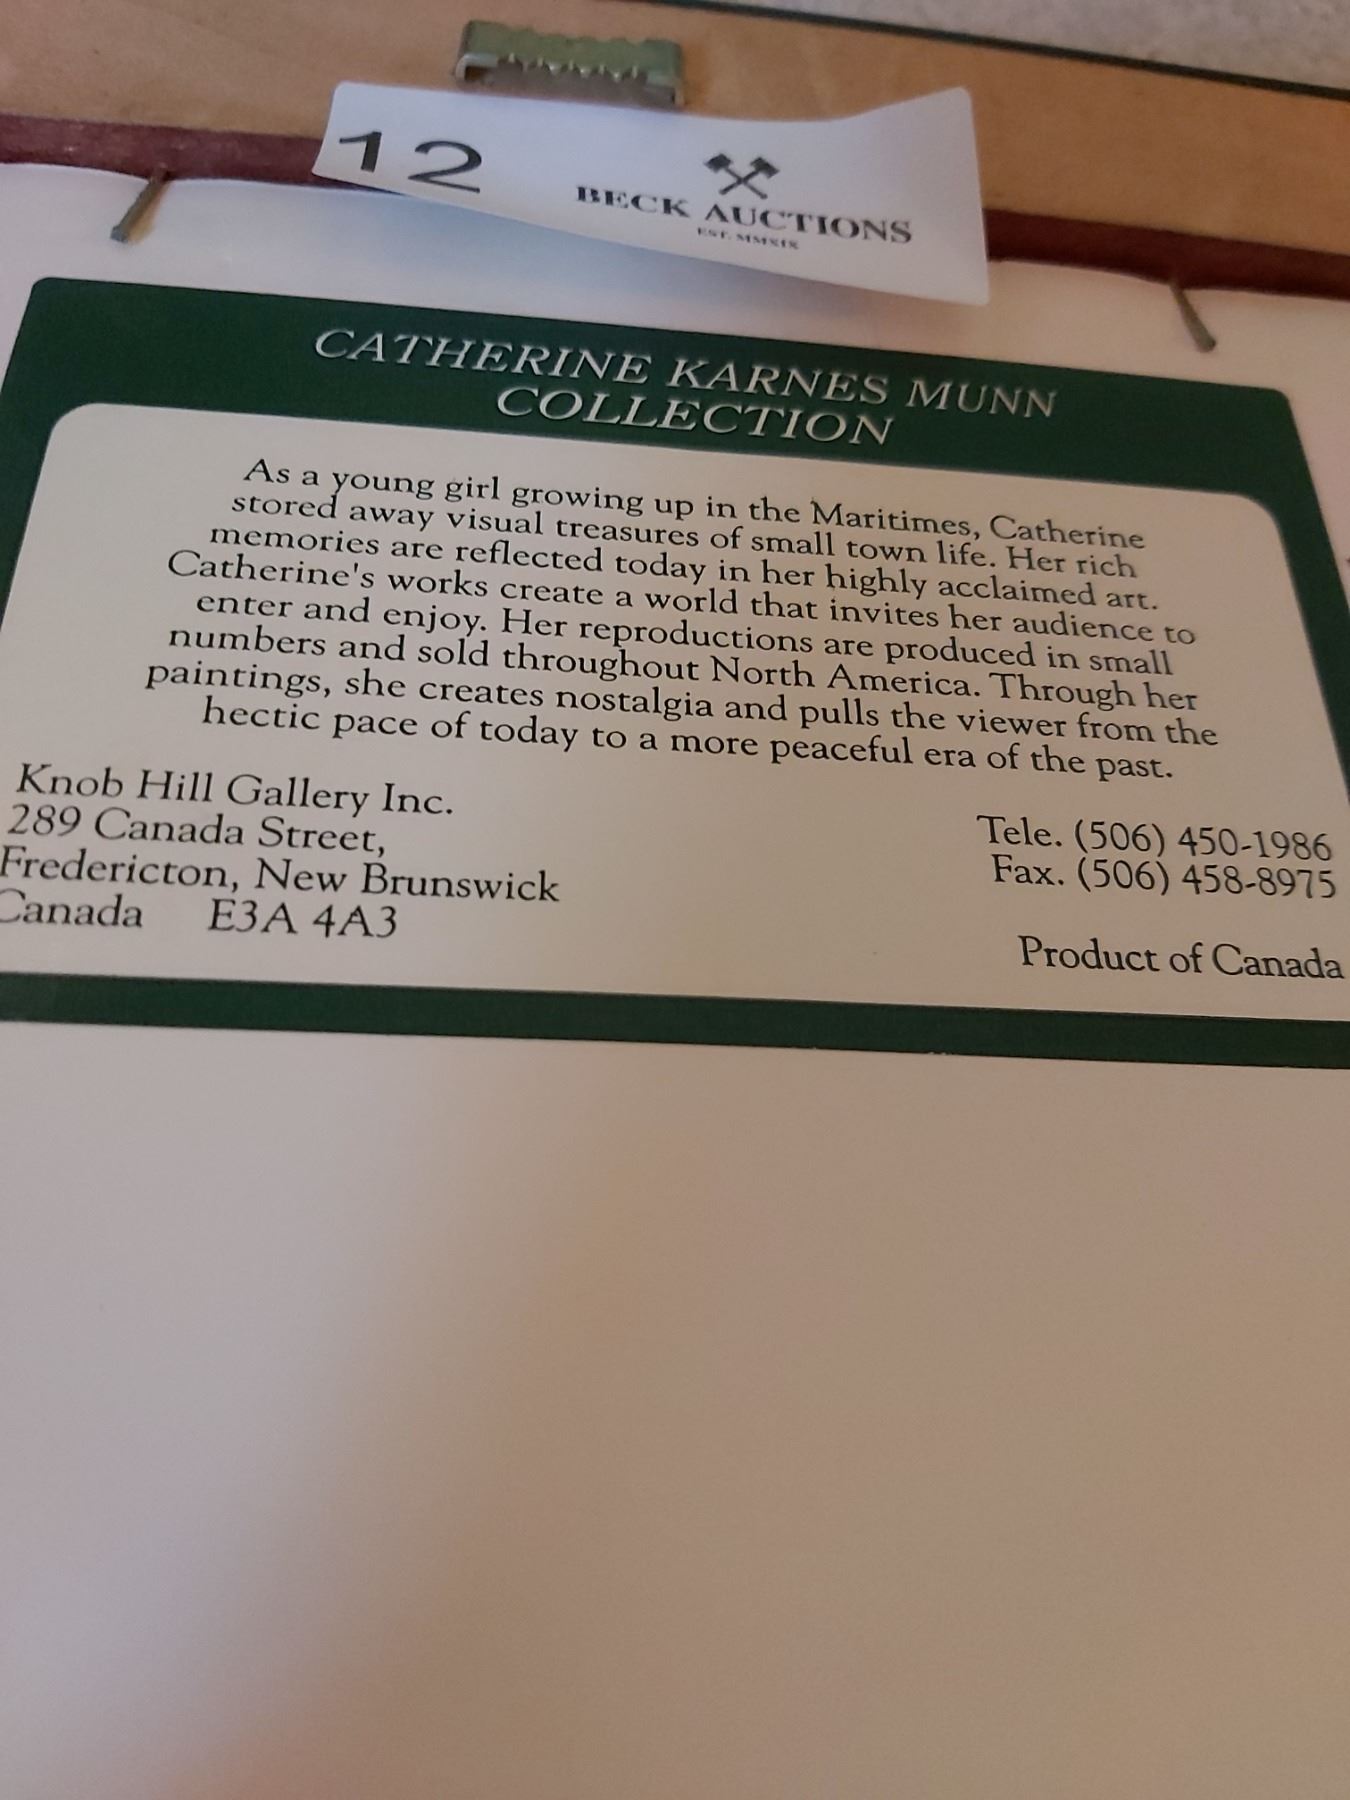 12
BECK AUCTIONS
EST. MMXIX
CATHERINE KARNES MUNN
COLLECTION
As a young girl growing up in the Maritimes, Catherine
stored away visual treasures of small town life. Her rich
memories are reflected today in her highly acclaimed art.
Catherine's works create a world that invites her audience to
enter and enjoy. Her reproductions are produced in small
numbers and sold throughout North America. Through her
paintings, she creates nostalgia and pulls the viewer from the
hectic pace of today to a more peaceful era of the past.
Knob Hill Gallery Inc.
289 Canada Street,
Fredericton, New Brunswick
Canada E3A 4A3
Tele. (506) 450-1986
Fax. (506) 458-8975
Product of Canada